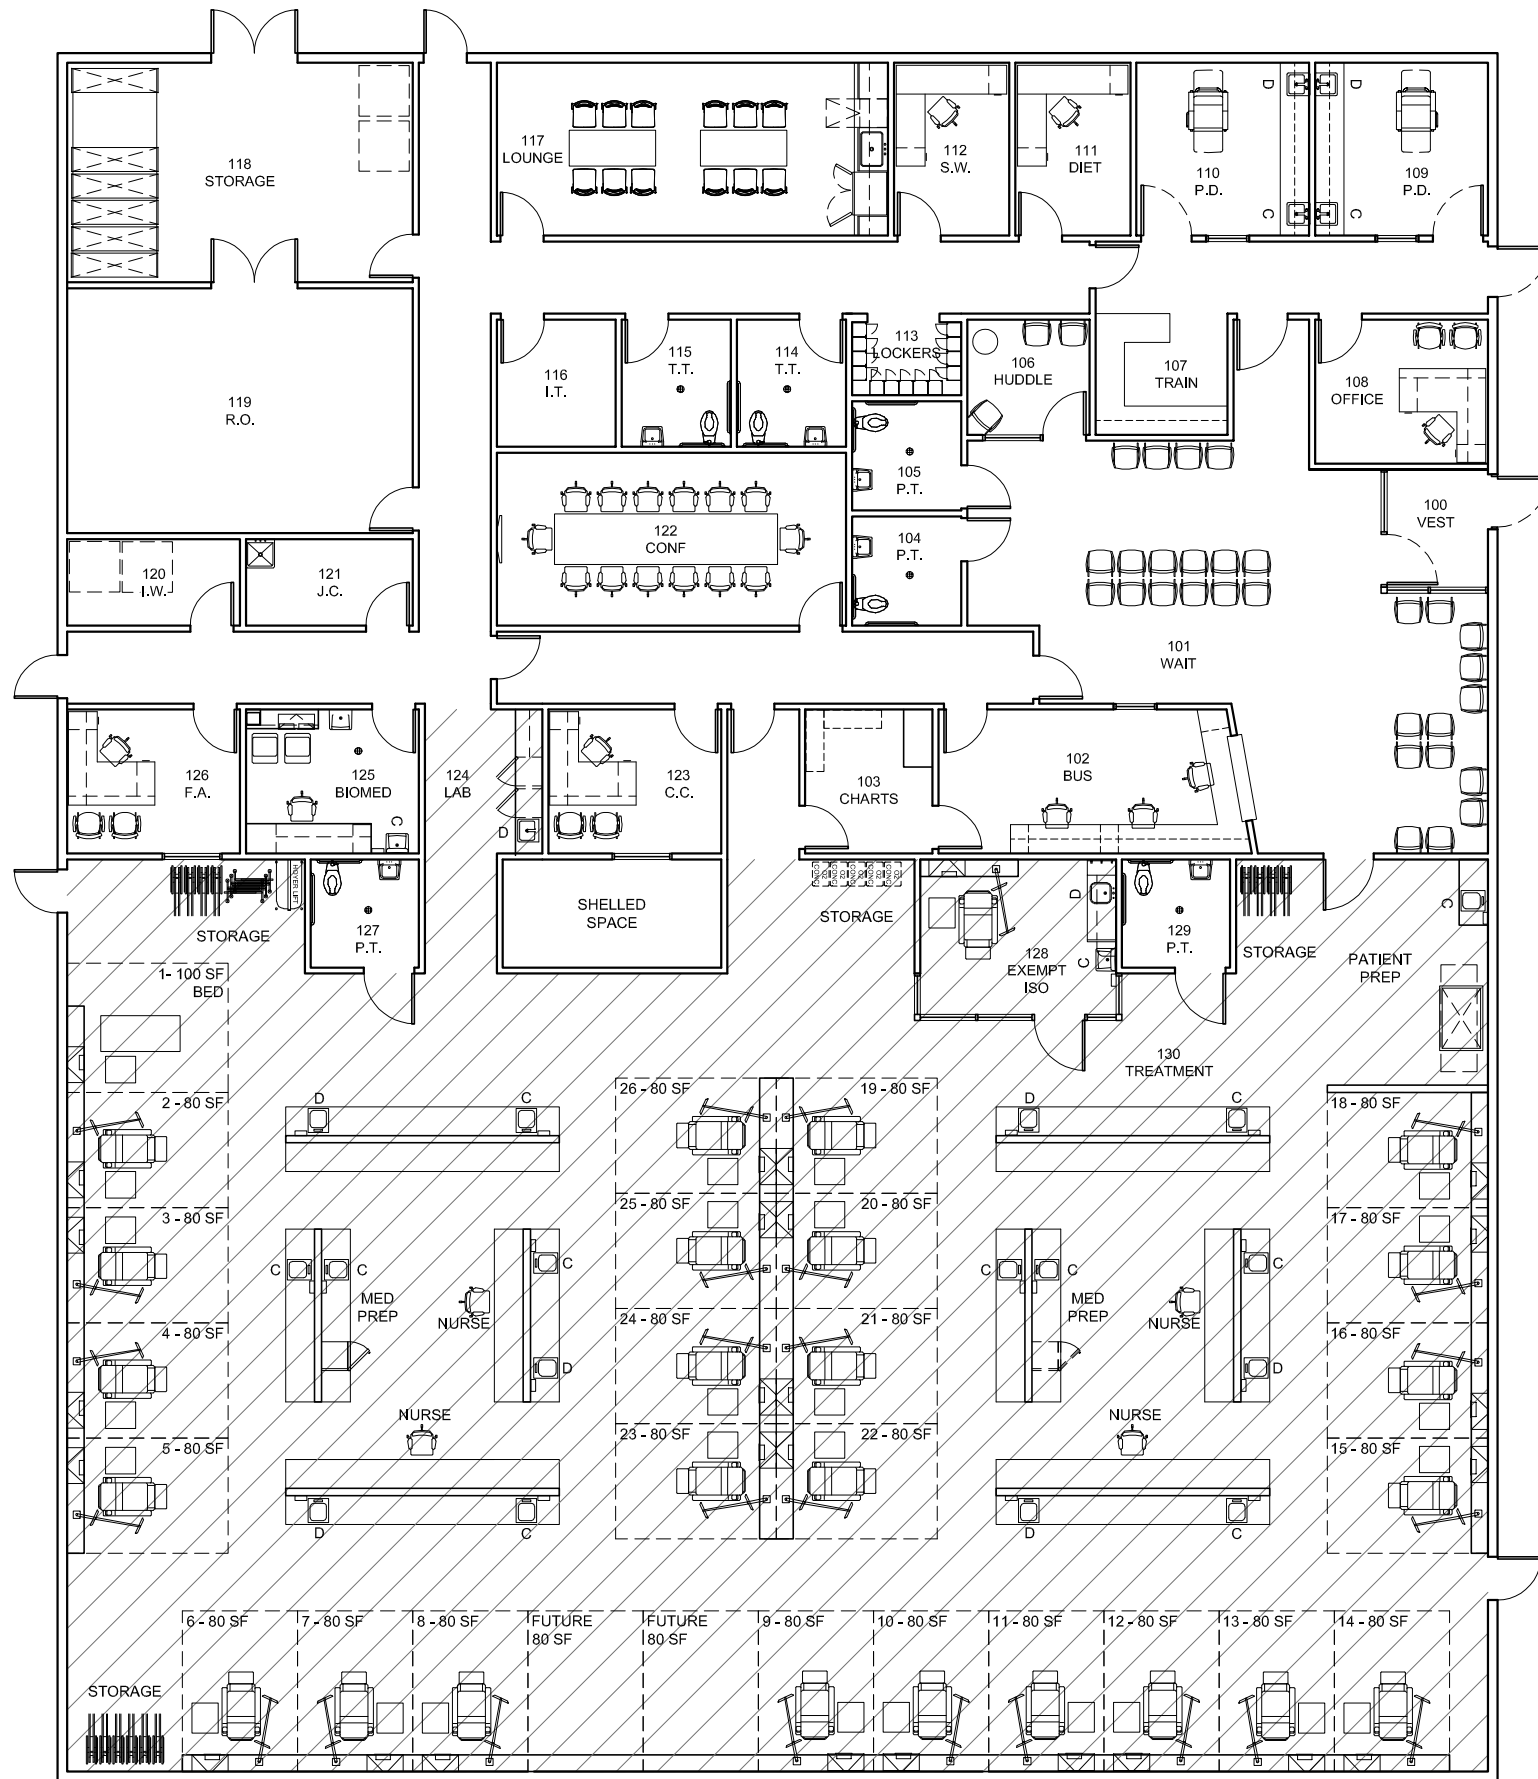 118
STORAGE
117
LOUNGE
112
S.W.
111
DIET
110
P.D.
D
C
109
P.D.
D
C
119
R.O.
116
I.T.
115
T.T.
114
T.T.
113
LOCKERS
106
HUDDLE
107
TRAIN
108
OFFICE
105
P.T.
104
P.T.
100
VEST
122
CONF
120
I.W.
121
J.C.
101
WAIT
126
F.A.
125
BIOMED
C
124
LAB
D
123
C.C.
103
CHARTS
102
BUS
HOYER LIFT
STORAGE
127
P.T.
SHELLED
SPACE
STORAGE
128
EXEMPT
ISO
D
C
129
P.T.
STORAGE
PATIENT
PREP
C
130
TREATMENT
1- 100 SF
BED
2 - 80 SF
3 - 80 SF
4 - 80 SF
5 - 80 SF
D
C
C
C
MED
PREP
NURSE
C
D
NURSE
D
C
26 - 80 SF
19 - 80 SF
25 - 80 SF
20 - 80 SF
24 - 80 SF
21 - 80 SF
23 - 80 SF
22 - 80 SF
D
C
C
C
MED
PREP
NURSE
C
D
NURSE
D
C
18 - 80 SF
17 - 80 SF
16 - 80 SF
15 - 80 SF
6 - 80 SF
7 - 80 SF
8 - 80 SF
FUTURE
80 SF
FUTURE
80 SF
9 - 80 SF
10 - 80 SF
11 - 80 SF
12 - 80 SF
13 - 80 SF
14 - 80 SF
STORAGE